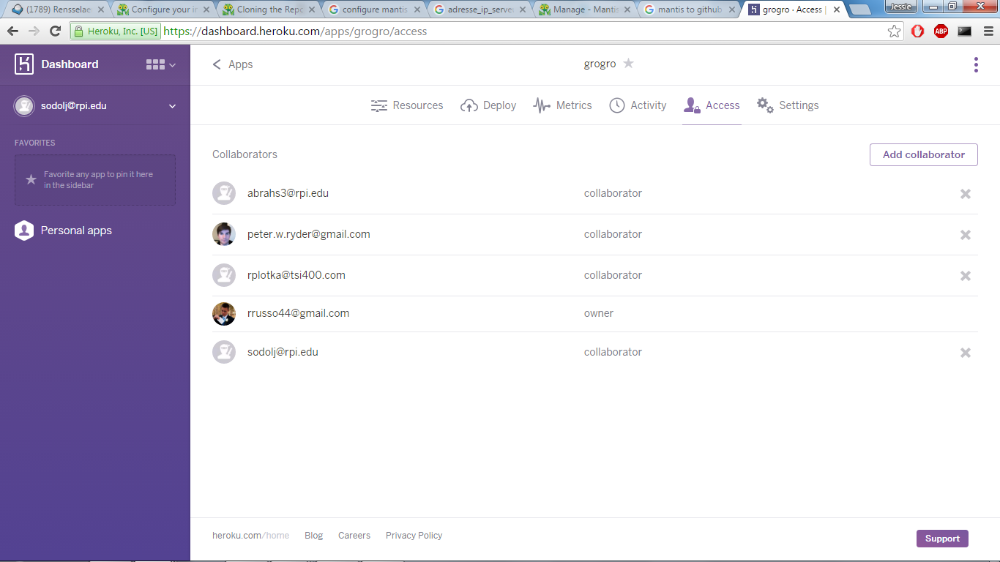 (1789) Rensselae
Configure your in
Cloning the Repo
configure mantis
adresse_ip_serveu
Manage - Mantis
mantis to github
grogro · Access |
Jessie
Heroku, Inc. [US]
https://dashboard.heroku.com/apps/grogro/access
ABP
Dashboard
Apps
grogro
sodolj@rpi.edu
Resources
Deploy
Metrics
Activity
Access
Settings
FAVORITES
Favorite any app to pin it here
in the sidebar
Personal apps
Collaborators
Add collaborator
abrahs3@rpi.edu collaborator
peter.w.ryder@gmail.com collaborator
rplotka@tsi400.com collaborator
rrusso44@gmail.com owner
sodolj@rpi.edu collaborator
heroku.com/home Blog Careers Privacy Policy
Support